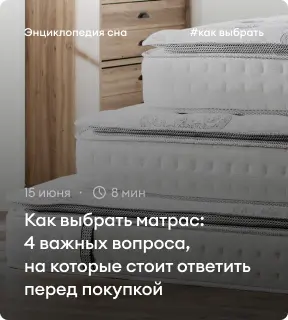 Энциклопедия сна
#как выбрать
15 июня · 8 мин
Как выбрать матрас:
4 важных вопроса,
на которые стоит ответить
перед покупкой